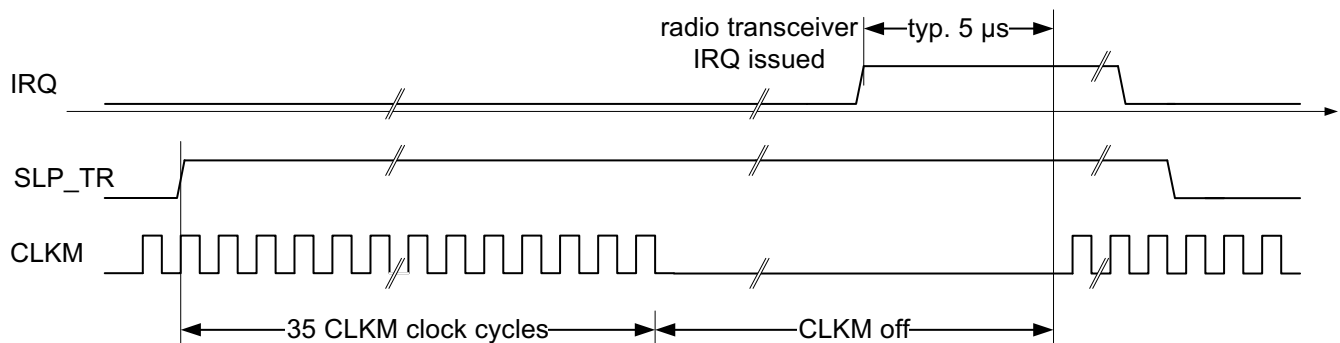 radio transceiver
IRQ issued
typ. 5 µs
IRQ
SLP_TR
CLKM
35 CLKM clock cycles
CLKM off